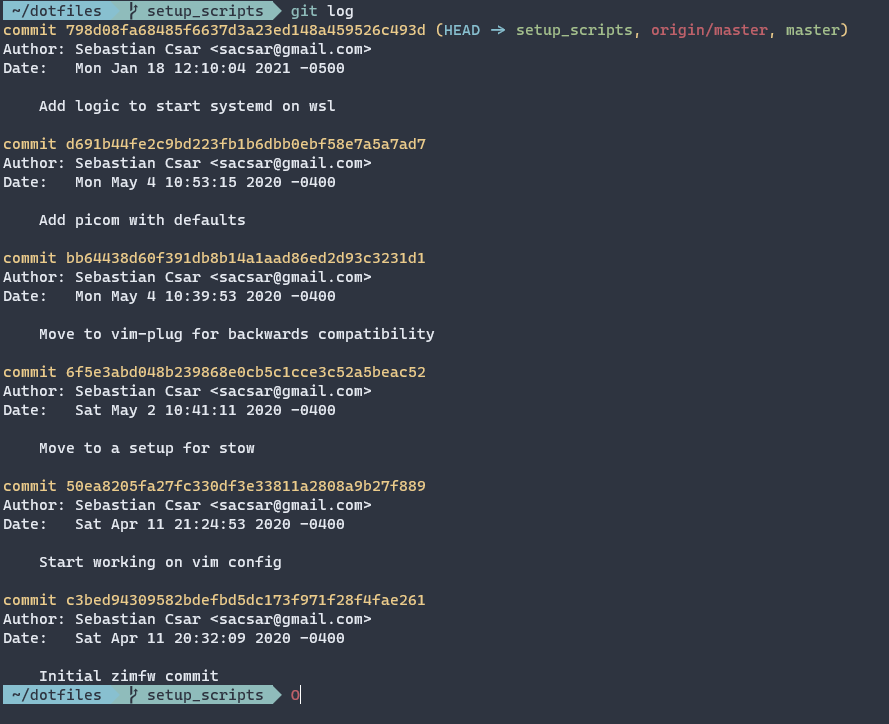 ~/dotfiles setup_scripts git log
commit 798d08fa68485f6637d3a23ed148a459526c493d (HEAD -> setup_scripts, origin/master, master)
Author: Sebastian Csar <sacsar@gmail.com>
Date:   Mon Jan 18 12:10:04 2021 -0500
Add logic to start systemd on wsl
commit d691b44fe2c9bd223fb1b6dbb0ebf58e7a5a7ad7
Author: Sebastian Csar <sacsar@gmail.com>
Date:   Mon May 4 10:53:15 2020 -0400
Add picom with defaults
commit bb64438d60f391db8b14a1aad86ed2d93c3231d1
Author: Sebastian Csar <sacsar@gmail.com>
Date:   Mon May 4 10:39:53 2020 -0400
Move to vim-plug for backwards compatibility
commit 6f5e3abd048b239868e0cb5c1cce3c52a5beac52
Author: Sebastian Csar <sacsar@gmail.com>
Date:   Sat May 2 10:41:11 2020 -0400
Move to a setup for stow
commit 50ea8205fa27fc330df3e33811a2808a9b27f889
Author: Sebastian Csar <sacsar@gmail.com>
Date:   Sat Apr 11 21:24:53 2020 -0400
Start working on vim config
commit c3bed94309582bdefbd5dc173f971f28f4fae261
Author: Sebastian Csar <sacsar@gmail.com>
Date:   Sat Apr 11 20:32:09 2020 -0400
Initial zimfw commit
~/dotfiles setup_scripts O